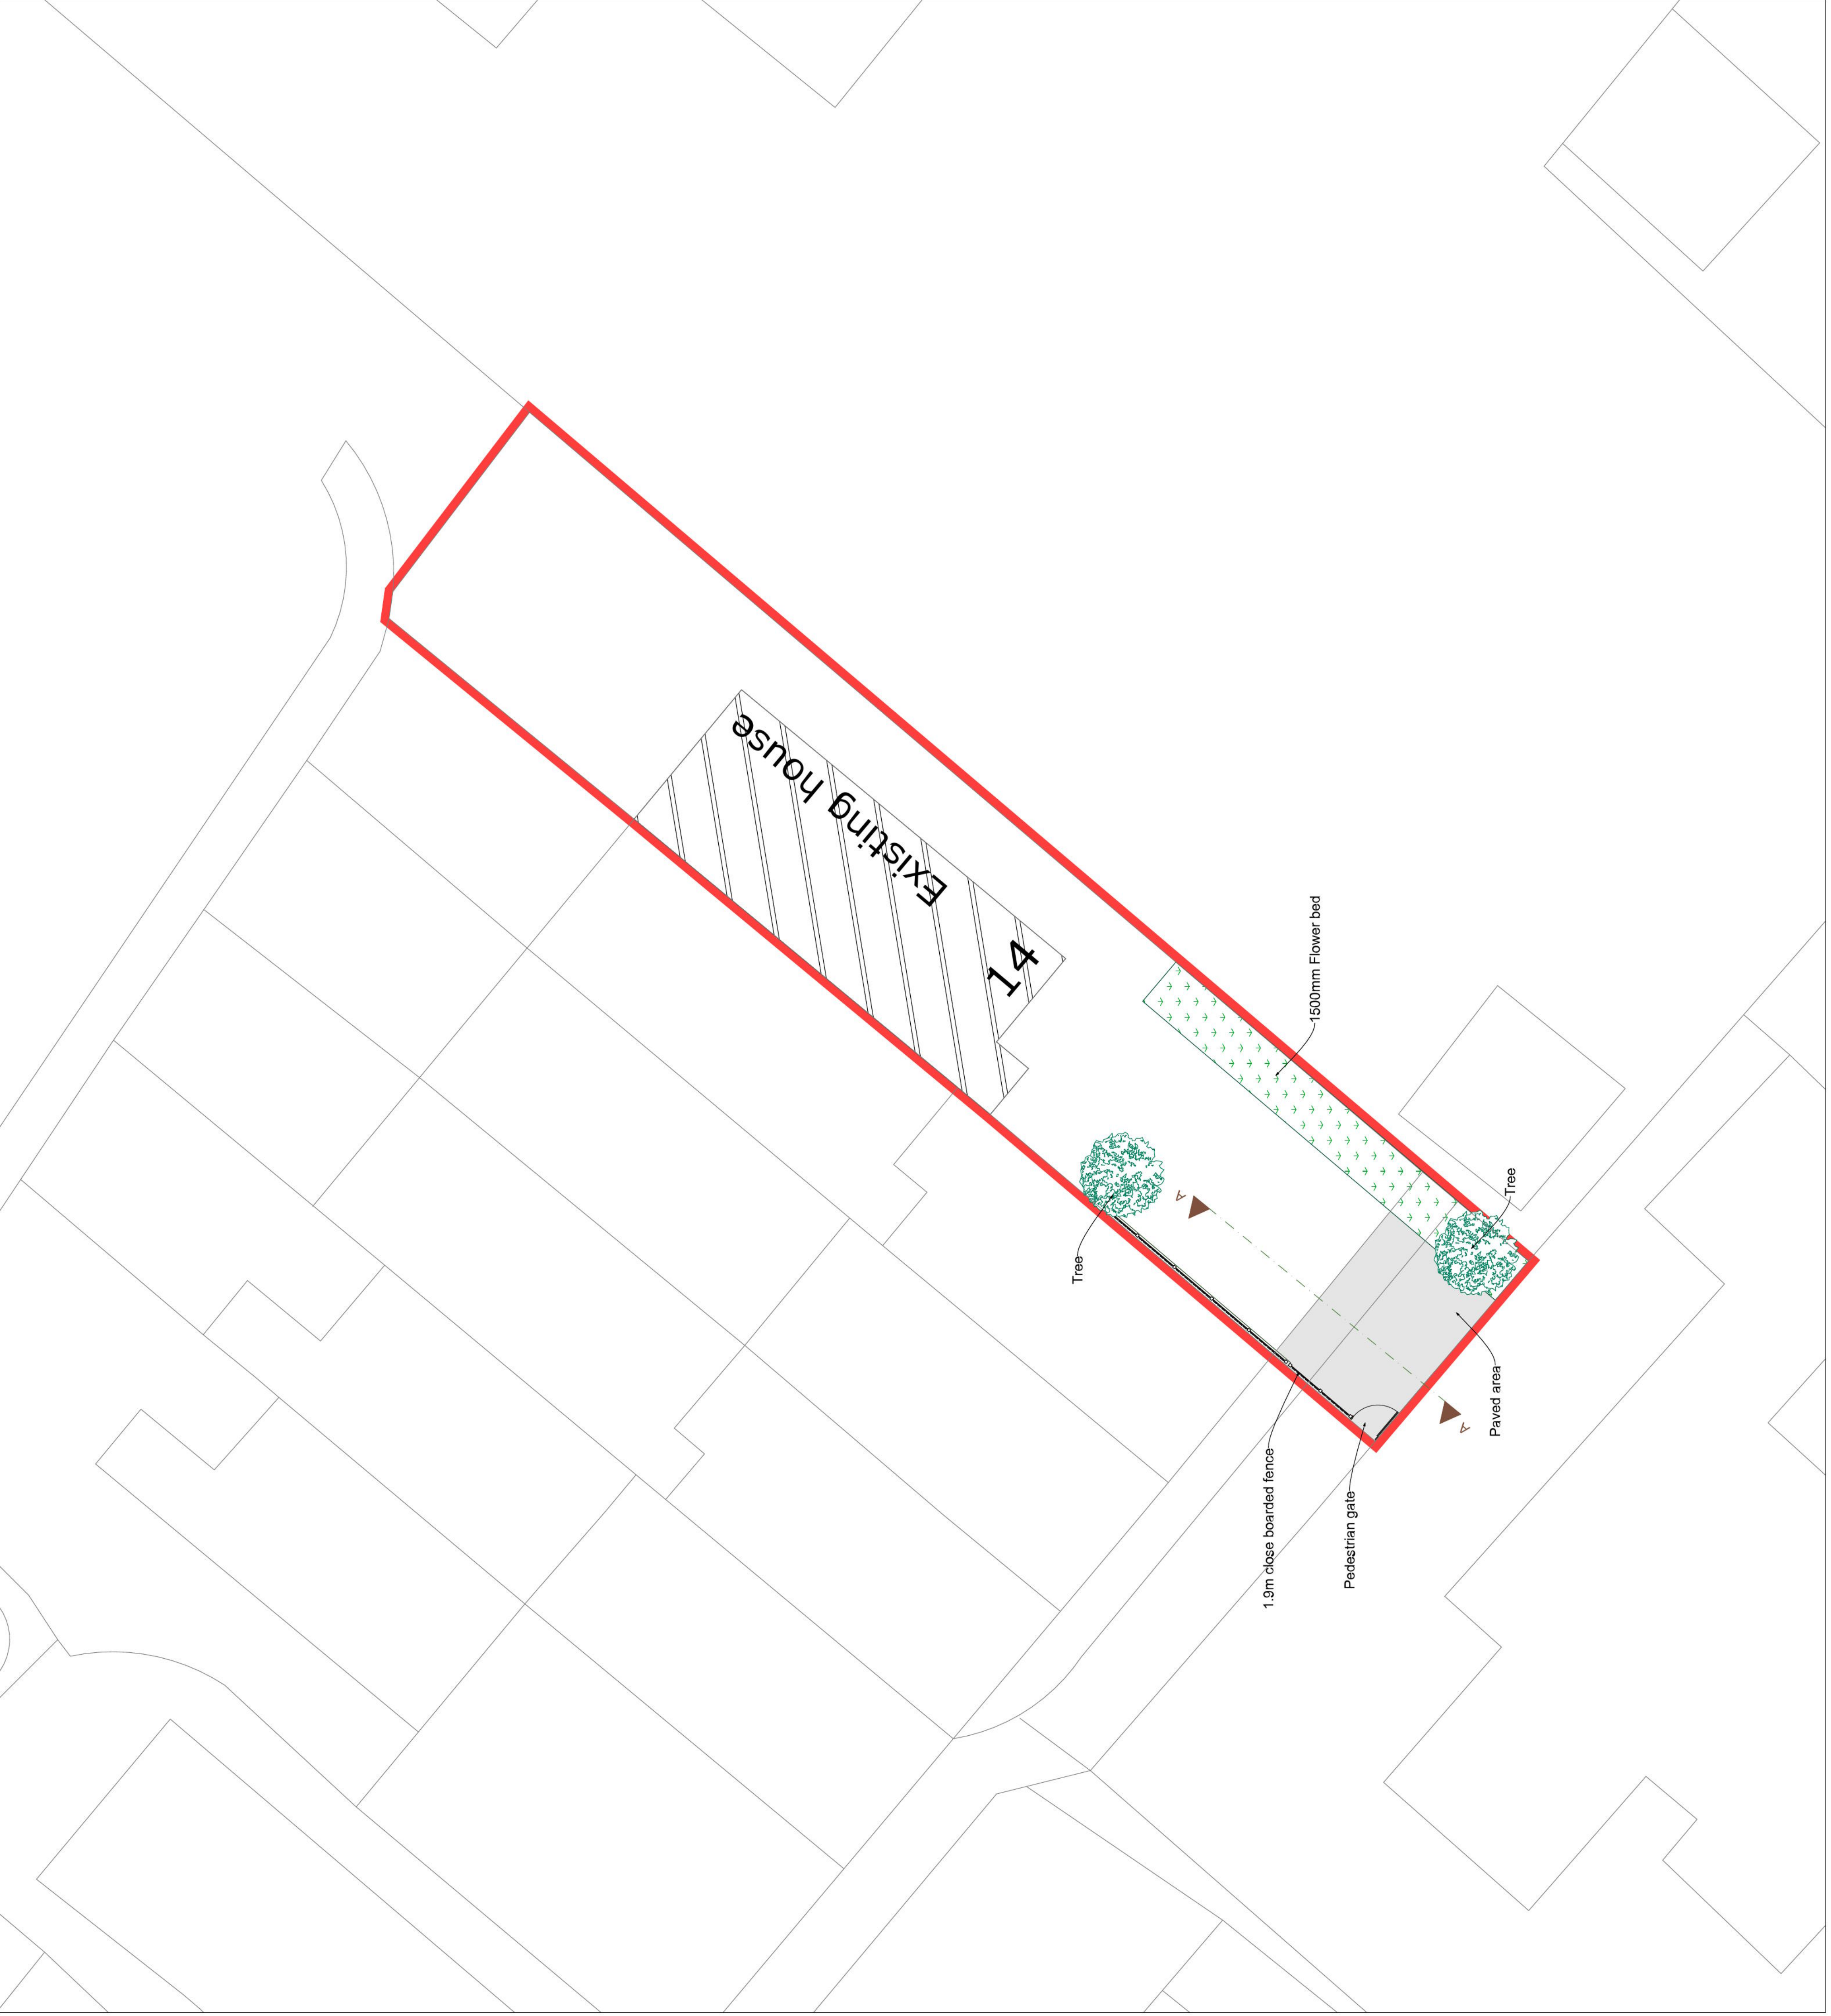 Existing house
14
1500mm Flower bed
Tree
Tree
A
A
Paved area
1.9m close boarded fence
Pedestrian gate